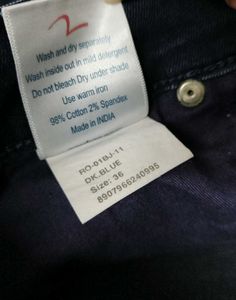 2
Wash and dry separately
Wash inside out in mild detergent
Do not bleach Dry under shade
Use warm iron
98% Cotton 2% Spandex
Made in INDIA
RO-01BJ-11
DK.BLUE
Size: 36
8907966240995